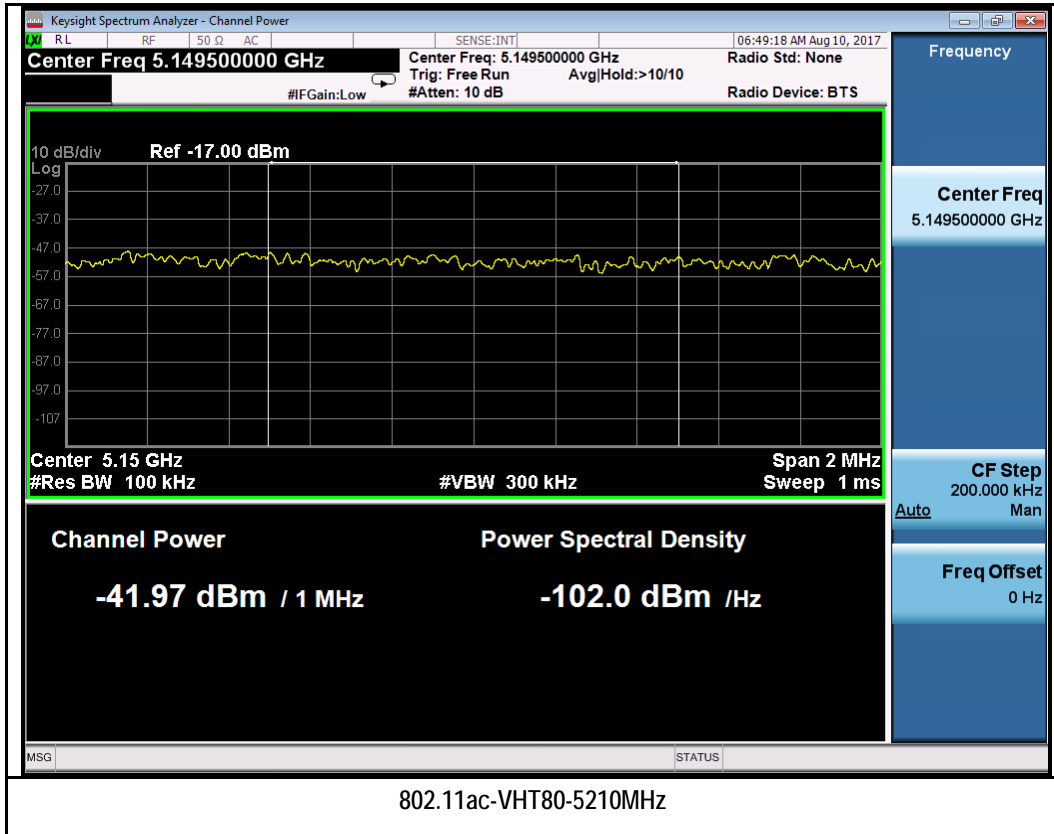 Keysight Spectrum Analyzer - Channel Power
LXI RL RF 50 Ω AC SENSE:INT 06:49:18 AM Aug 10, 2017
Center Freq 5.149500000 GHz
#IFGain:Low
Center Freq: 5.149500000 GHz
Trig: Free Run Avg|Hold:>10/10
#Atten: 10 dB
Radio Std: None
Radio Device: BTS
10 dB/div Ref -17.00 dBm
Log
-27.0
-37.0
-47.0
-57.0
-67.0
-77.0
-87.0
-97.0
-107
Center 5.15 GHz Span 2 MHz
#Res BW 100 kHz #VBW 300 kHz Sweep 1 ms
Channel Power Power Spectral Density
-41.97 dBm / 1 MHz -102.0 dBm /Hz
Frequency
Center Freq
5.149500000 GHz
CF Step
200.000 kHz
Auto Man
Freq Offset
0 Hz
MSG STATUS
802.11ac-VHT80-5210MHz